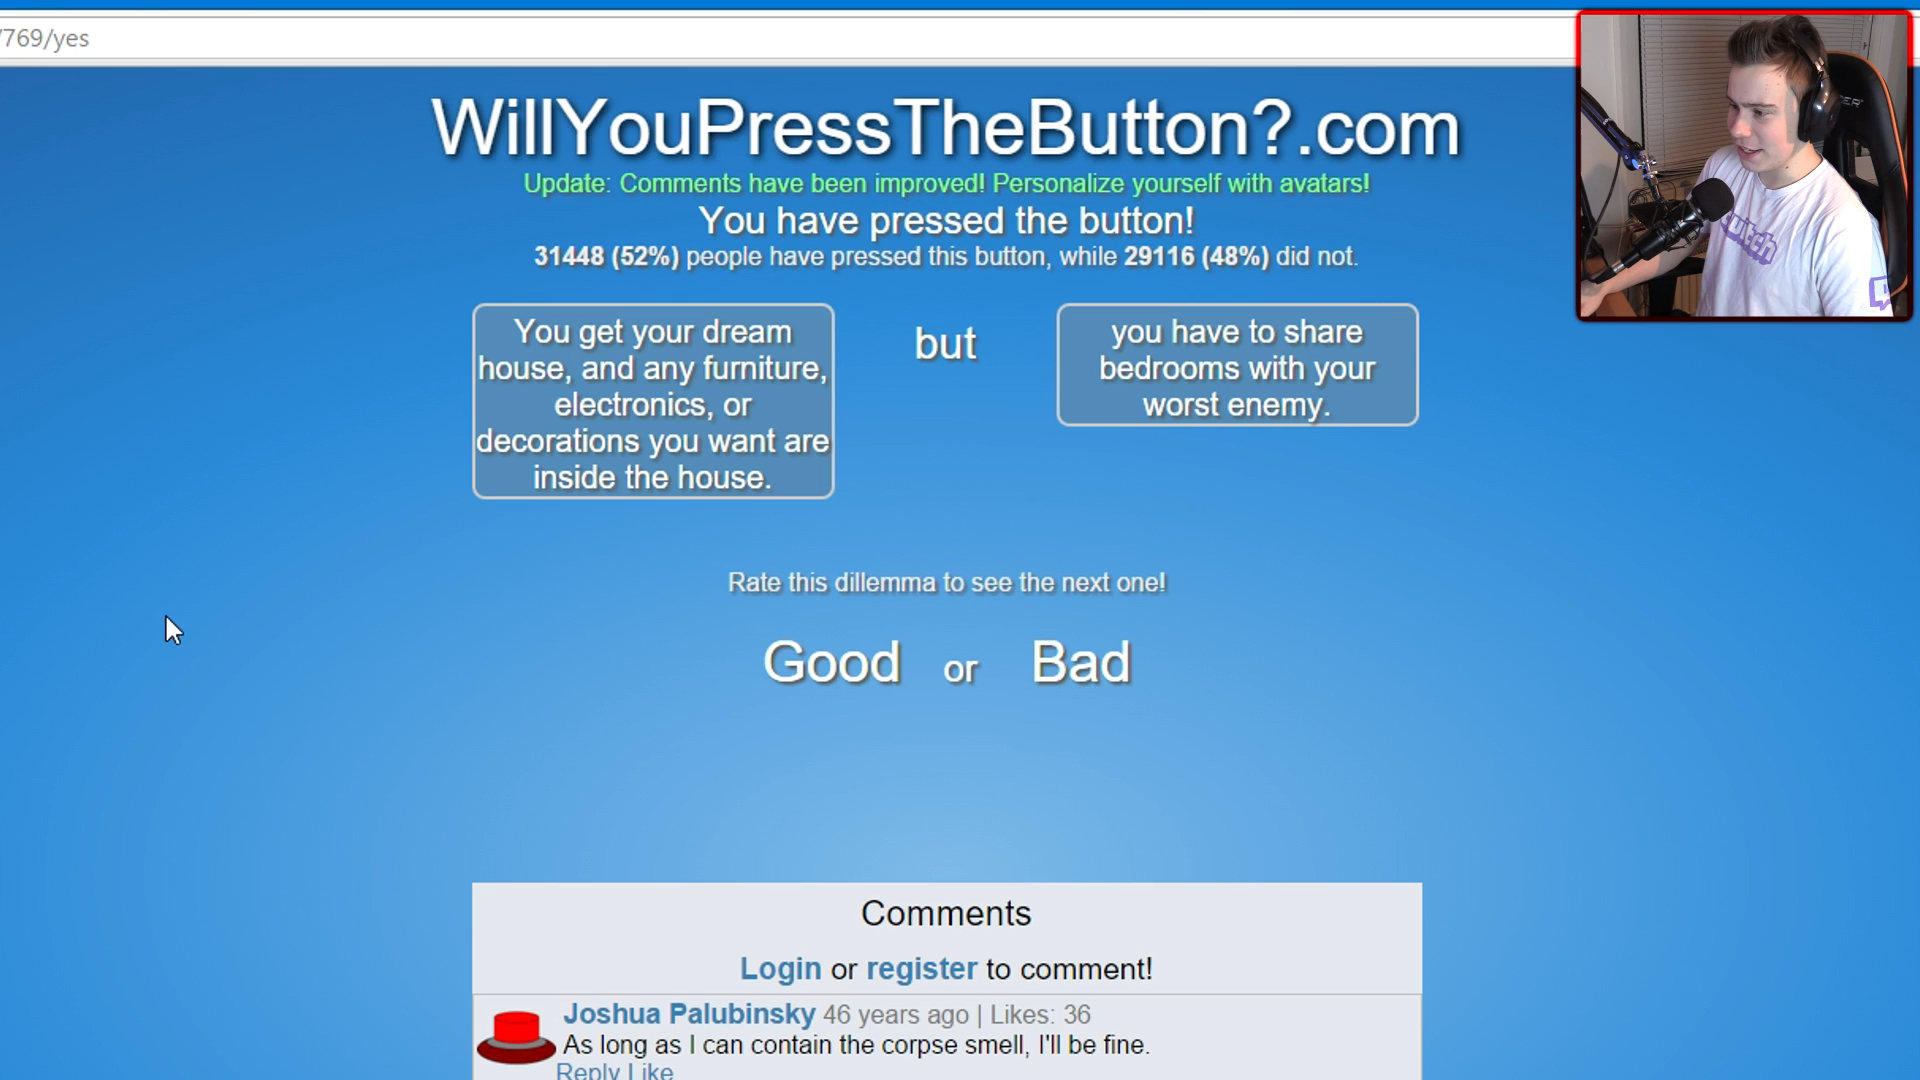 /769/yes
WillYouPressTheButton?.com
Update: Comments have been improved! Personalize yourself with avatars!
You have pressed the button!
31448 (52%) people have pressed this button, while 29116 (48%) did not.
You get your dream
house, and any furniture,
electronics, or
decorations you want are
inside the house.
but
you have to share
bedrooms with your
worst enemy.
Rate this dillemma to see the next one!
Good or Bad
Comments
Login or register to comment!
Joshua Palubinsky 46 years ago | Likes: 36
As long as I can contain the corpse smell, I'll be fine.
Reply Like